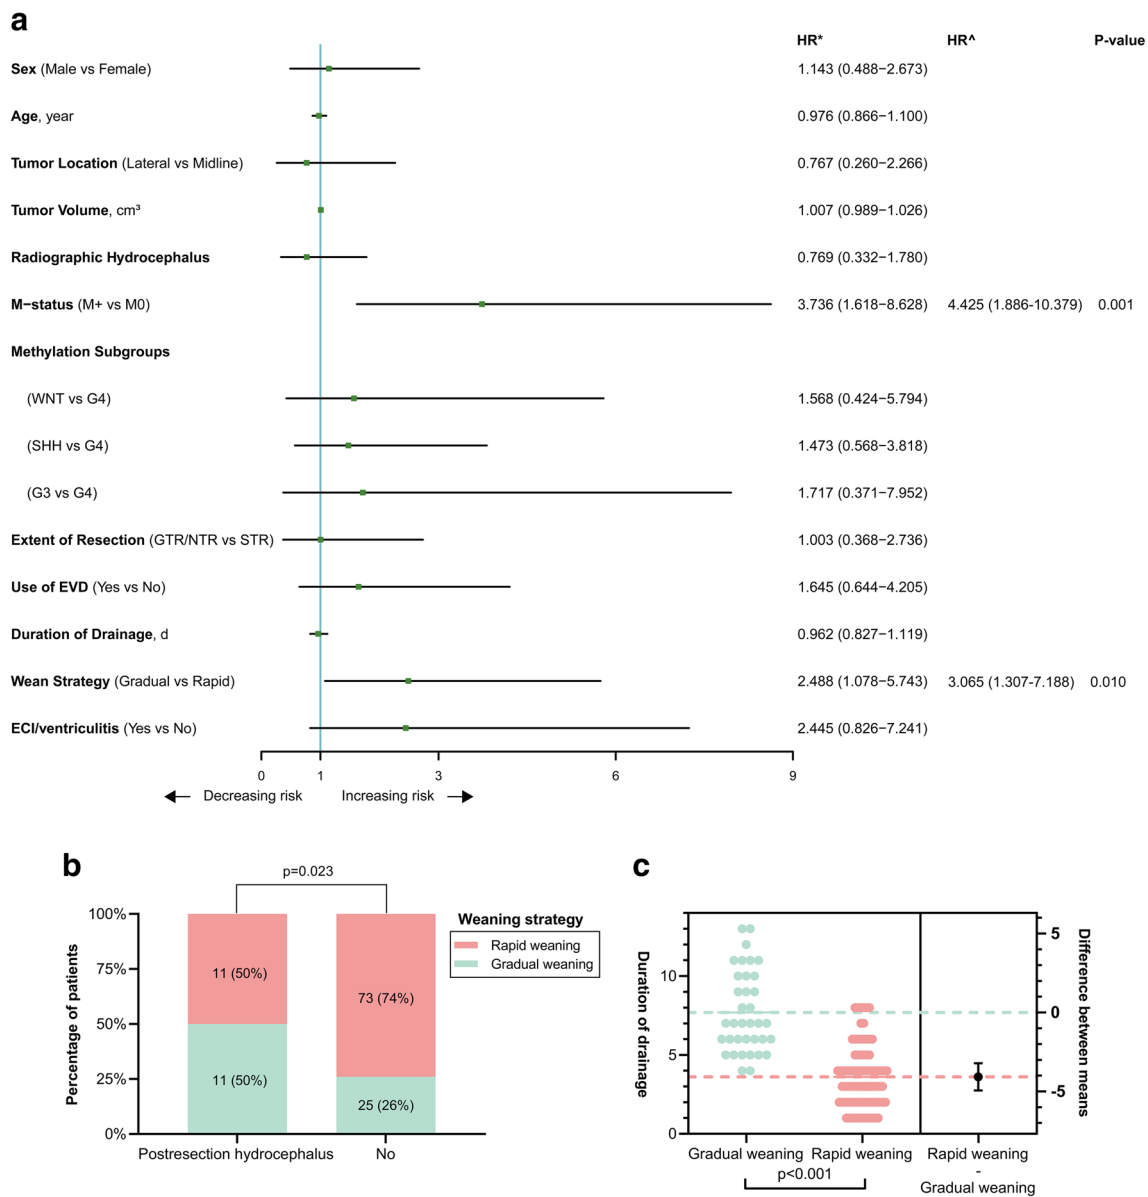 a
HR* HR^ P-value
Sex (Male vs Female) 1.143 (0.488−2.673)
Age, year 0.976 (0.866−1.100)
Tumor Location (Lateral vs Midline) 0.767 (0.260−2.266)
Tumor Volume, cm³ 1.007 (0.989−1.026)
Radiographic Hydrocephalus 0.769 (0.332−1.780)
M−status (M+ vs M0) 3.736 (1.618−8.628) 4.425 (1.886-10.379) 0.001
Methylation Subgroups
(WNT vs G4) 1.568 (0.424−5.794)
(SHH vs G4) 1.473 (0.568−3.818)
(G3 vs G4) 1.717 (0.371−7.952)
Extent of Resection (GTR/NTR vs STR) 1.003 (0.368−2.736)
Use of EVD (Yes vs No) 1.645 (0.644−4.205)
Duration of Drainage, d 0.962 (0.827−1.119)
Wean Strategy (Gradual vs Rapid) 2.488 (1.078−5.743) 3.065 (1.307-7.188) 0.010
ECI/ventriculitis (Yes vs No) 2.445 (0.826−7.241)
0 1 3 6 9
Decreasing risk Increasing risk
b
p=0.023
Percentage of patients
100%
75%
50%
25%
0%
11 (50%)
11 (50%)
73 (74%)
25 (26%)
Postresection hydrocephalus No
Weaning strategy
Rapid weaning
Gradual weaning
c
Duration of drainage
10
5
0
5
0
-5
Difference between means
Gradual weaning Rapid weaning Rapid weaning
-
Gradual weaning
p<0.001